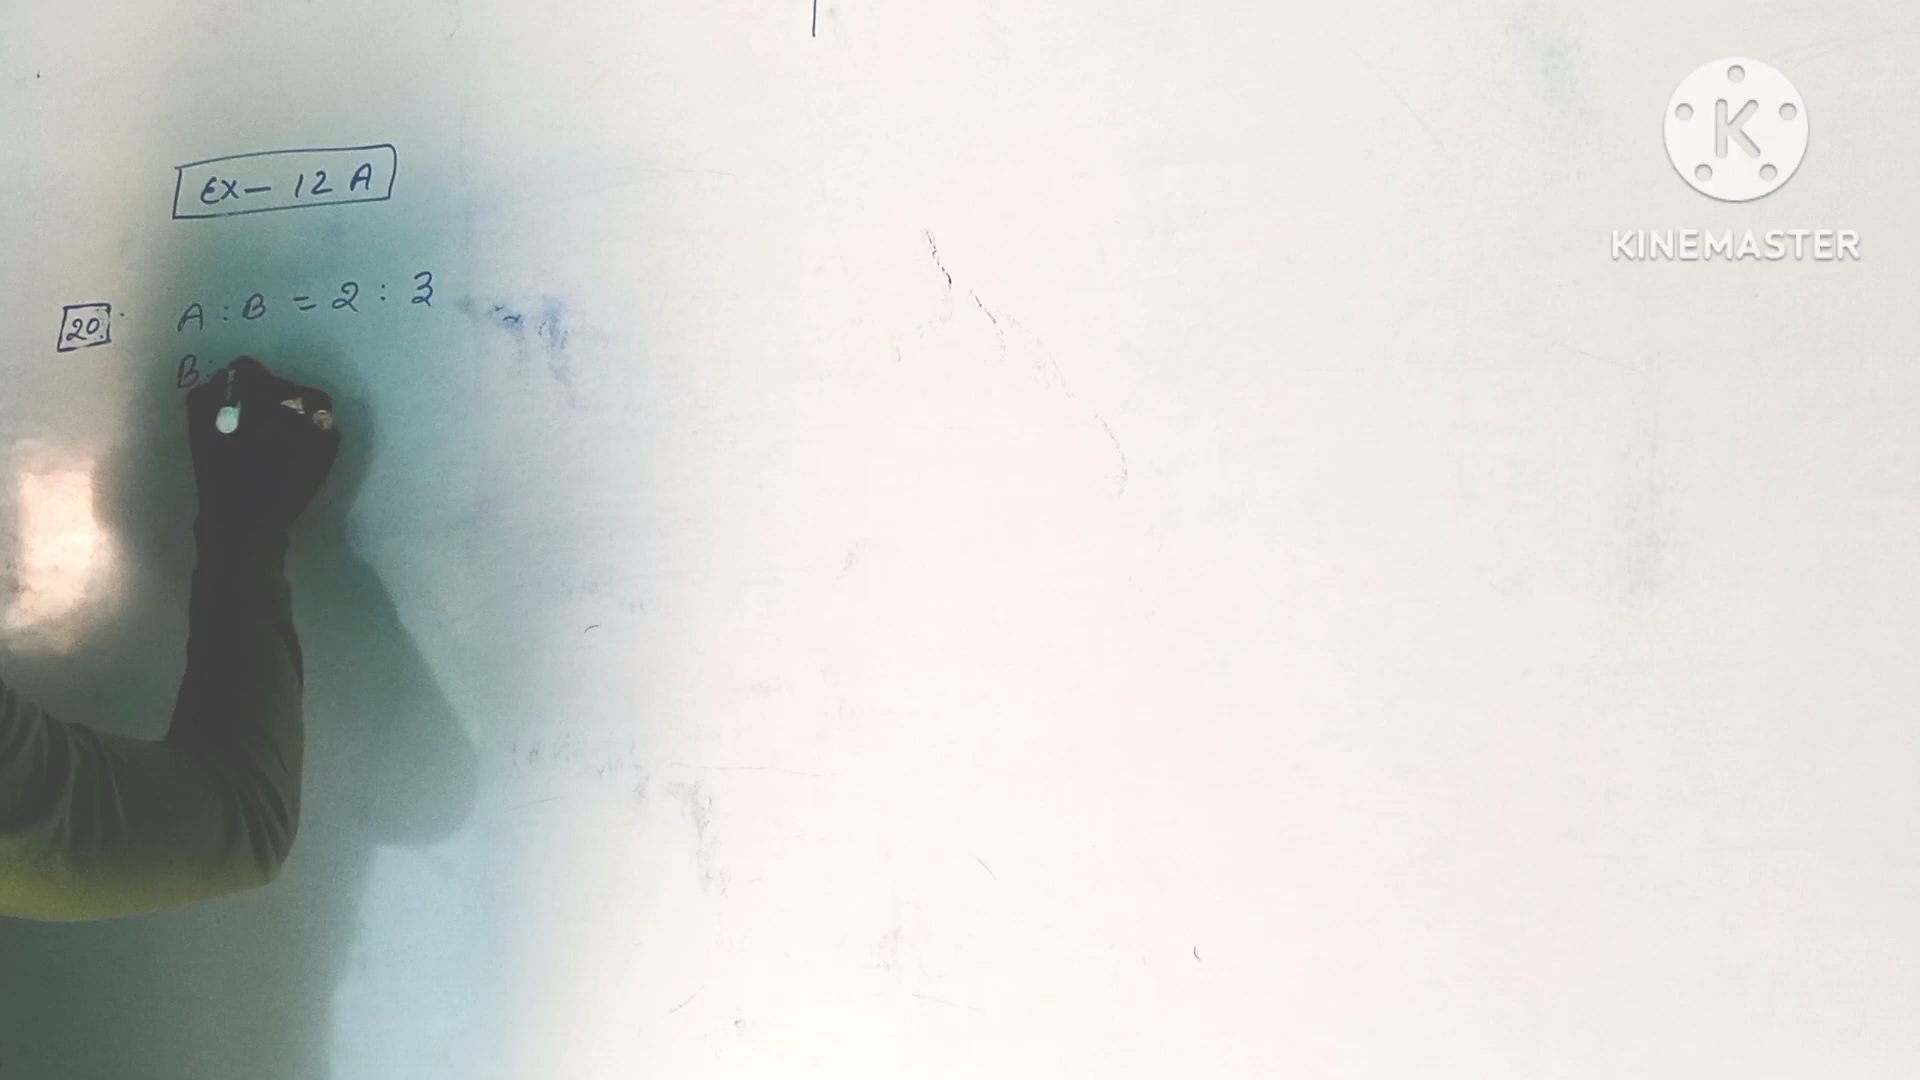 Ex - 12 A
20. A : B = 2 : 3
B :
K
KINEMASTER